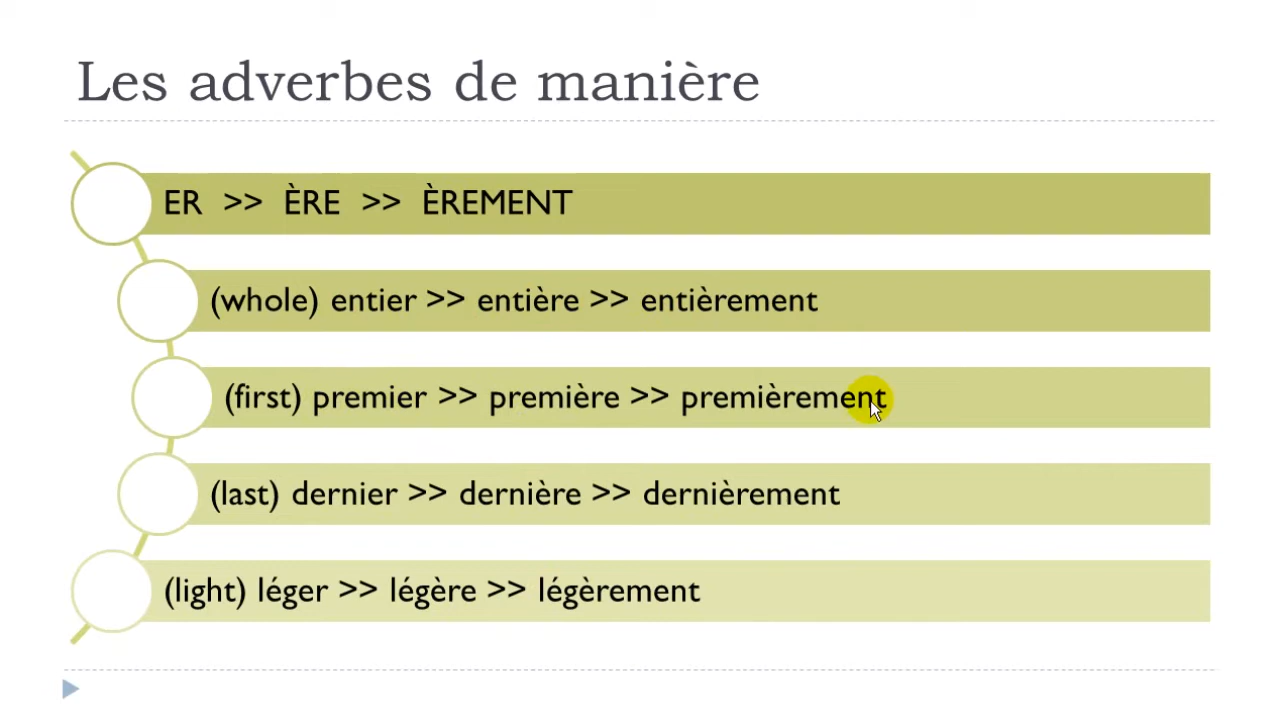 Les adverbes de manière
ER >> ÈRE >> ÈREMENT
(whole) entier >> entière >> entièrement
(first) premier >> première >> premièrement
(last) dernier >> dernière >> dernièrement
(light) léger >> légère >> légèrement